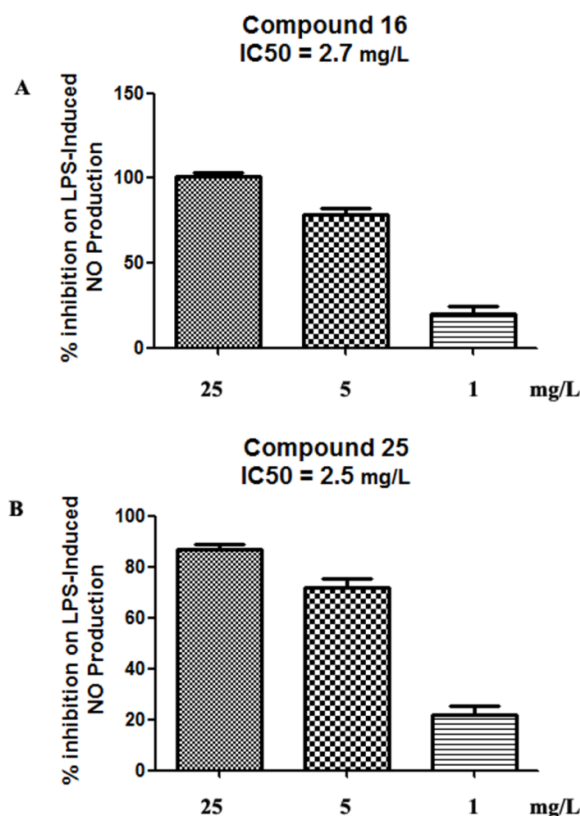 Compound 16
IC50 = 2.7 mg/L
A
% inhibition on LPS-Induced
NO Production
150
100
50
0
25 5 1 mg/L
Compound 25
IC50 = 2.5 mg/L
B
% inhibition on LPS-Induced
NO Production
100
80
60
40
20
0
25 5 1 mg/L